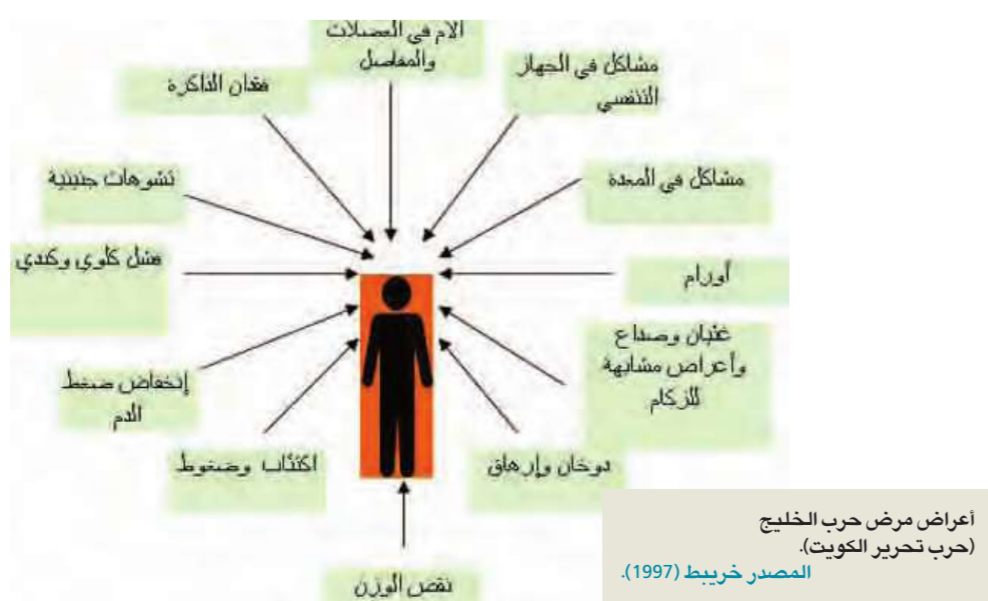 آلام في العضلات
والمفاصل
مشاكل في الجهاز
التنفسي
فقدان الذاكرة
مشاكل في المعدة
تشوهات جنينية
أورام
فشل كلوي وكبدي
غثيان وصداع
وأعراض مشابهة
للزكام
إنخفاض ضغط
الدم
دوخان وإرهاق
اكتئاب وضغوط
نقص الوزن
أعراض مرض حرب الخليج
(حرب تحرير الكويت).
المصدر خريبط (1997).